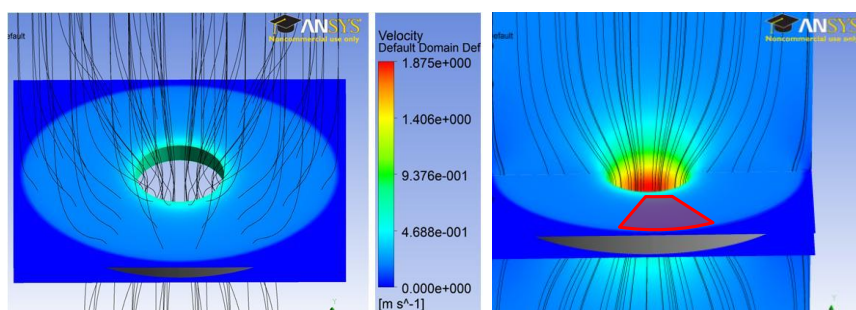 ANSYS
Noncommercial use only
efault
Velocity
Default Domain Def
1.875e+000
1.406e+000
9.376e-001
4.688e-001
0.000e+000
[m s^-1]
ANSYS
Noncommercial use only
Default